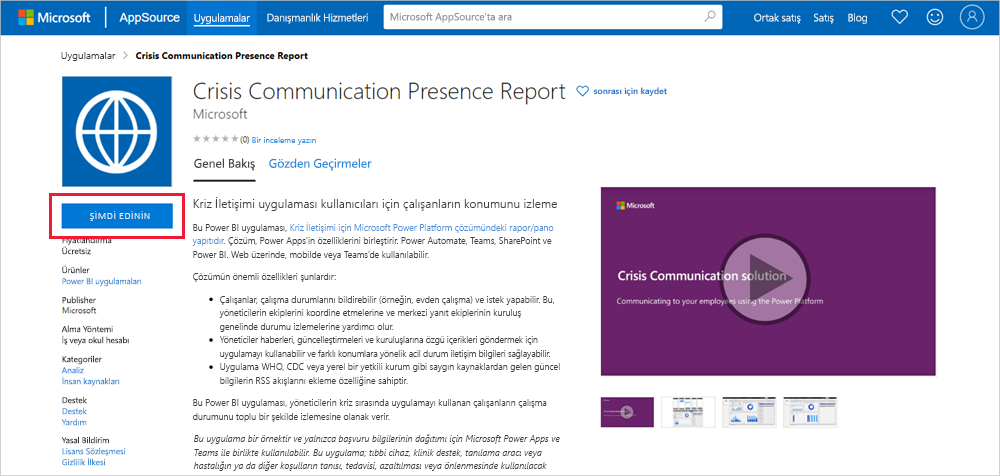 Microsoft AppSource Uygulamalar Danışmanlık Hizmetleri Microsoft AppSource'ta ara Ortak satış Satış Blog
Uygulamalar > Crisis Communication Presence Report
Crisis Communication Presence Report sonrası için kaydet
Microsoft
(0) Bir inceleme yazın
Genel Bakış Gözden Geçirmeler
ŞİMDİ EDİNİN
Fiyatlandırma
Ücretsiz
Ürünler
Power BI uygulamaları
Publisher
Microsoft
Alma Yöntemi
İş veya okul hesabı
Kategoriler
Analiz
İnsan kaynakları
Destek
Destek
Yardım
Yasal Bildirim
Lisans Sözleşmesi
Gizlilik İlkesi
Kriz İletişimi uygulaması kullanıcıları için çalışanların konumunu izleme
Bu Power BI uygulaması, Kriz İletişimi için Microsoft Power Platform çözümündeki rapor/pano
yapıtıdır. Çözüm, Power Apps'in özelliklerini birleştirir. Power Automate, Teams, SharePoint ve
Power BI. Web üzerinde, mobilde veya Teams'de kullanılabilir.
Çözümün önemli özellikleri şunlardır:
• Çalışanlar, çalışma durumlarını bildirebilir (örneğin, evden çalışma) ve istek yapabilir. Bu,
yöneticilerin ekiplerini koordine etmelerine ve merkezi yanıt ekiplerinin kuruluş
genelinde durumu izlemelerine yardımcı olur.
• Yöneticiler haberleri, güncelleştirmeleri ve kuruluşlarına özgü içerikleri göndermek için
uygulamayı kullanabilir ve farklı konumlara yönelik acil durum iletişim bilgileri sağlayabilir.
• Uygulama WHO, CDC veya yerel bir yetkili kurum gibi saygın kaynaklardan gelen güncel
bilgilerin RSS akışlarını ekleme özelliğine sahiptir.
Bu Power BI uygulaması, yöneticilerin kriz sırasında uygulamayı kullanan çalışanların çalışma
durumunu toplu bir şekilde izlemesine olanak verir.
Bu uygulama bir örnektir ve yalnızca başvuru bilgilerinin dağıtımı için Microsoft Power Apps ve
Teams ile birlikte kullanılabilir. Bu uygulama; tıbbi cihaz, klinik destek, tanılama aracı veya
hastalığın ya da diğer koşulların tanısı, tedavisi, azaltılması veya önlenmesinde kullanılacak
Microsoft
Crisis Communication solution
Communicating to your employees using the Power Platform